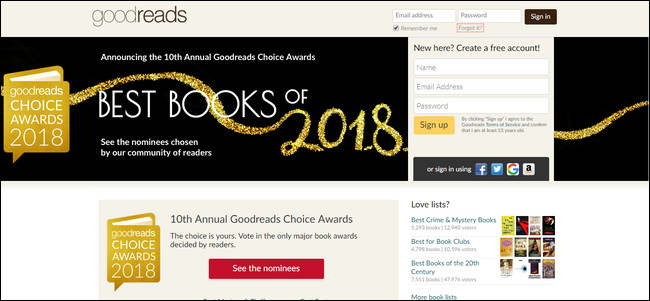 goodreads
Email address
Password
Sign in
Remember me
Forgot it?
goodreads
CHOICE
AWARDS
2018
Announcing the 10th Annual Goodreads Choice Awards
BEST BOOKS OF
2018
See the nominees chosen
by our community of readers
New here? Create a free account!
Name
Email Address
Password
Sign up
By clicking "Sign up" I agree to the
Goodreads Terms of Service and confirm
that I am at least 13 years old.
or sign in using
goodreads
CHOICE
AWARDS
2018
10th Annual Goodreads Choice Awards
The choice is yours. Vote in the only major book awards
decided by readers.
See the nominees
Love lists?
Best Crime & Mystery Books
5,293 books | 12,940 voters
Best for Book Clubs
4,798 books | 10,596 voters
Best Books of the 20th
Century
7,551 books | 47,976 voters
More book lists